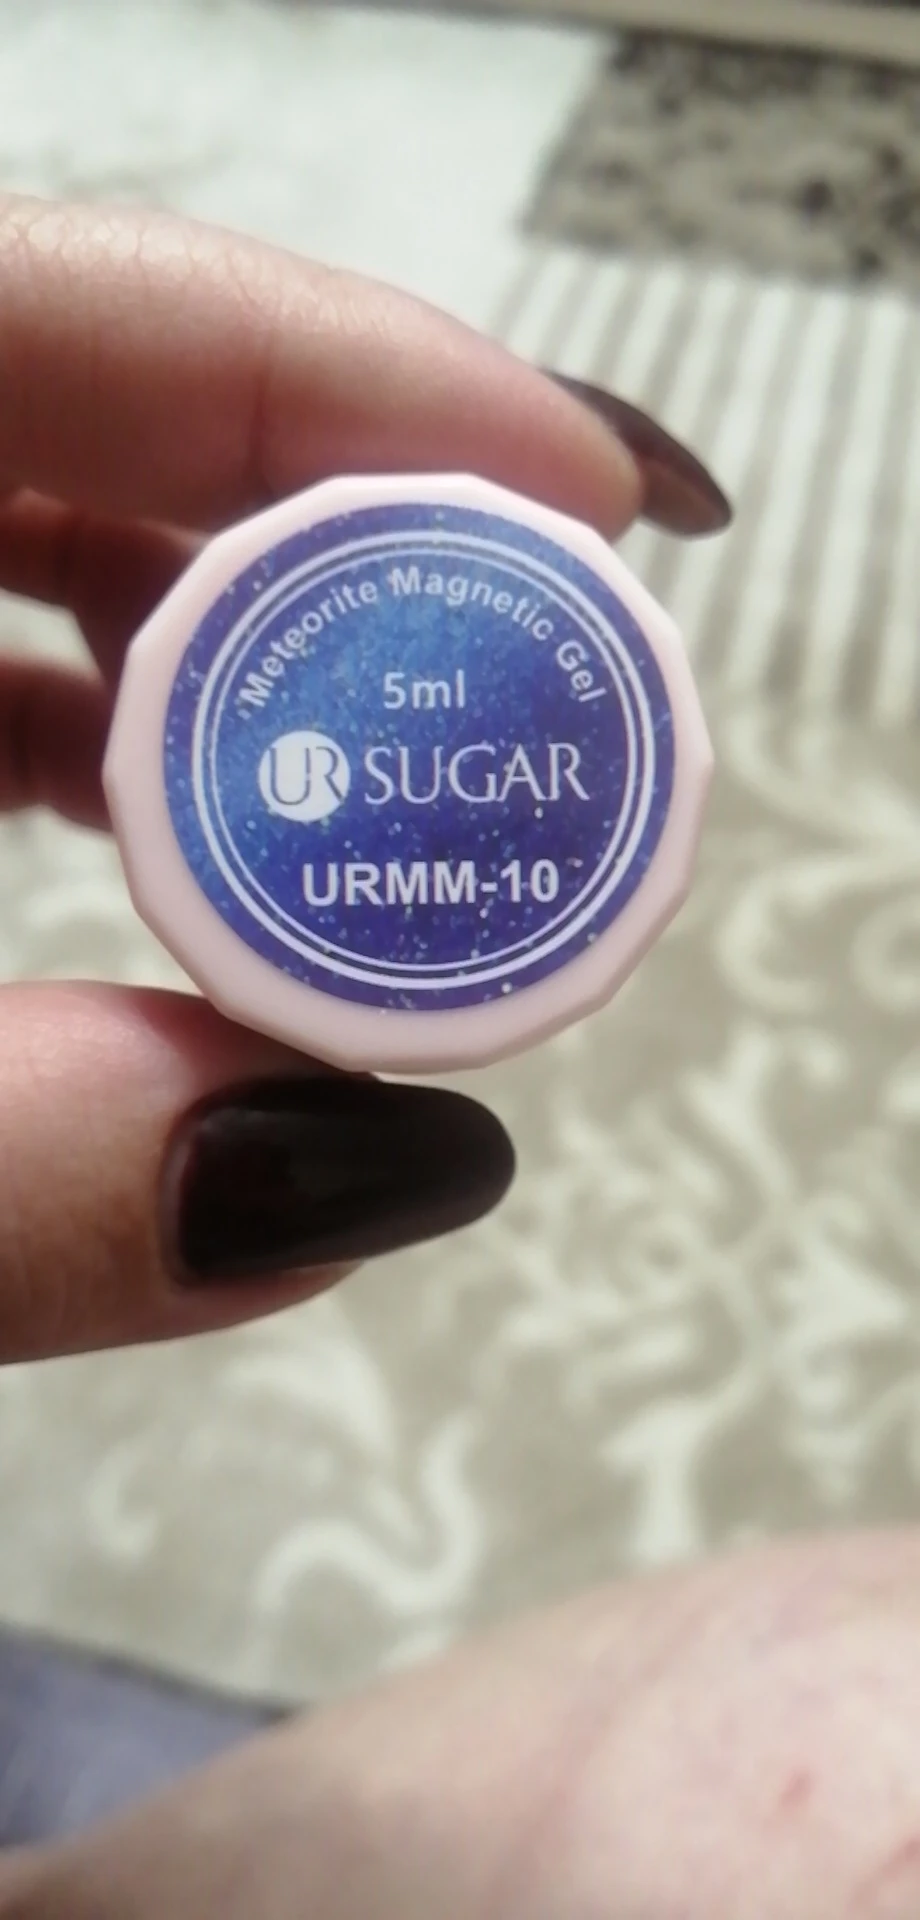 Meteorite Magnetic Gel
5ml
UR SUGAR
URMM-10